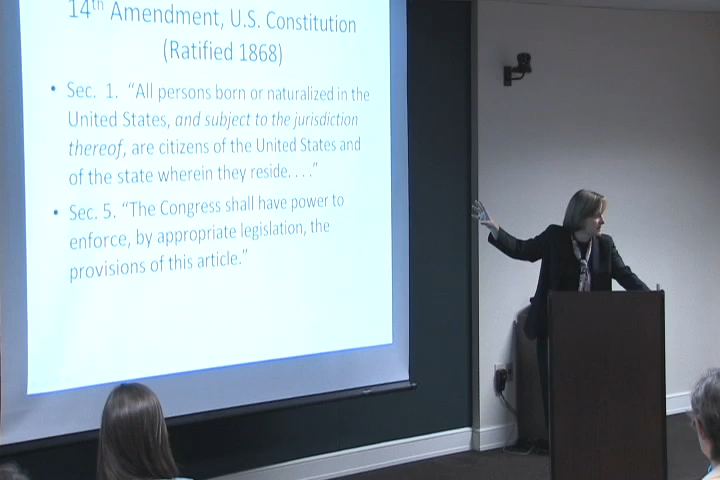 14th Amendment, U.S. Constitution
(Ratified 1868)
• Sec. 1. “All persons born or naturalized in the
United States, and subject to the jurisdiction
thereof, are citizens of the United States and
of the state wherein they reside. . . .”
• Sec. 5. “The Congress shall have power to
enforce, by appropriate legislation, the
provisions of this article.”